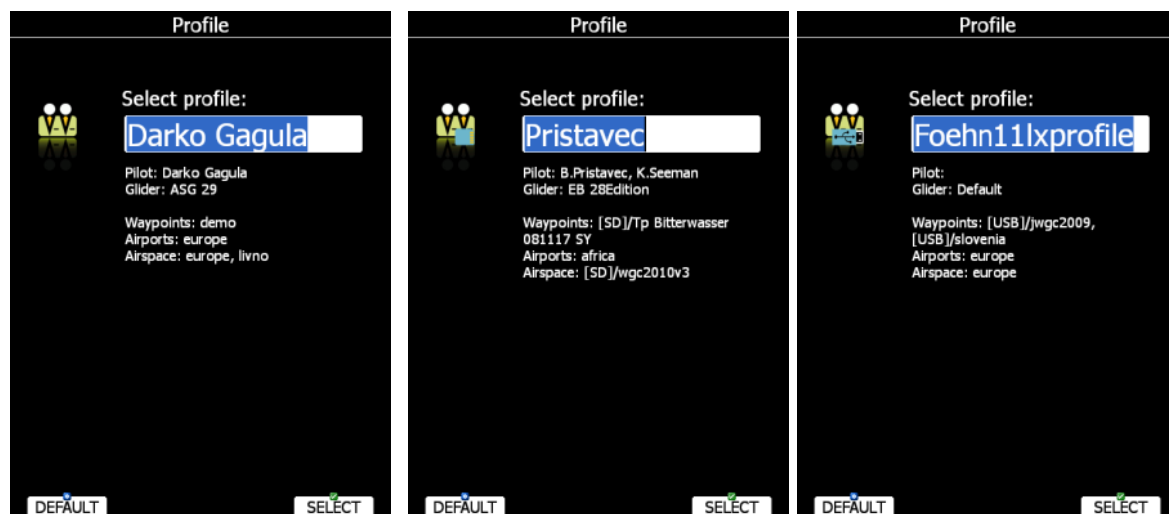 Profile
Select profile:
Darko Gagula
Pilot: Darko Gagula
Glider: ASG 29
Waypoints: demo
Airports: europe
Airspace: europe, livno
DEFAULT
SELECT
Profile
Select profile:
Pristavec
Pilot: B.Pristavec, K.Seeman
Glider: EB 28Edition
Waypoints: [SD]/Tp Bitterwasser
081117 SY
Airports: africa
Airspace: [SD]/wgc2010v3
DEFAULT
SELECT
Profile
Select profile:
Foehn11lxprofile
Pilot:
Glider: Default
Waypoints: [USB]/jwgc2009,
[USB]/slovenia
Airports: europe
Airspace: europe
DEFAULT
SELECT